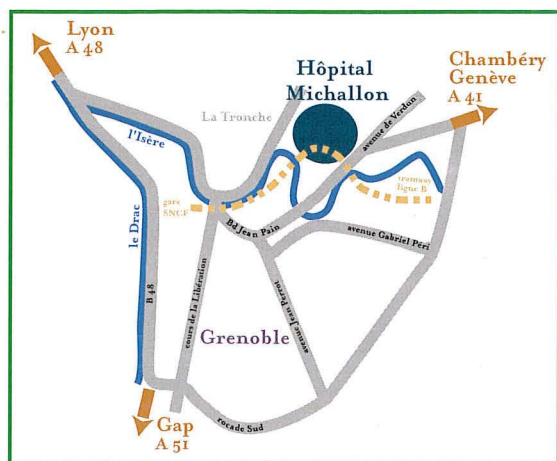 Lyon
A 48
Hôpital
Michallon
Chambéry
Genève
A 41
La Tronche
avenue de Verdun
l'Isère
gare
SNCF
tramway
ligne B
Bd Jean Pain
avenue Gabriel Péri
le Drac
B 48
cours de la Libération
avenue Jean Perrot
Grenoble
rocade Sud
Gap
A 51